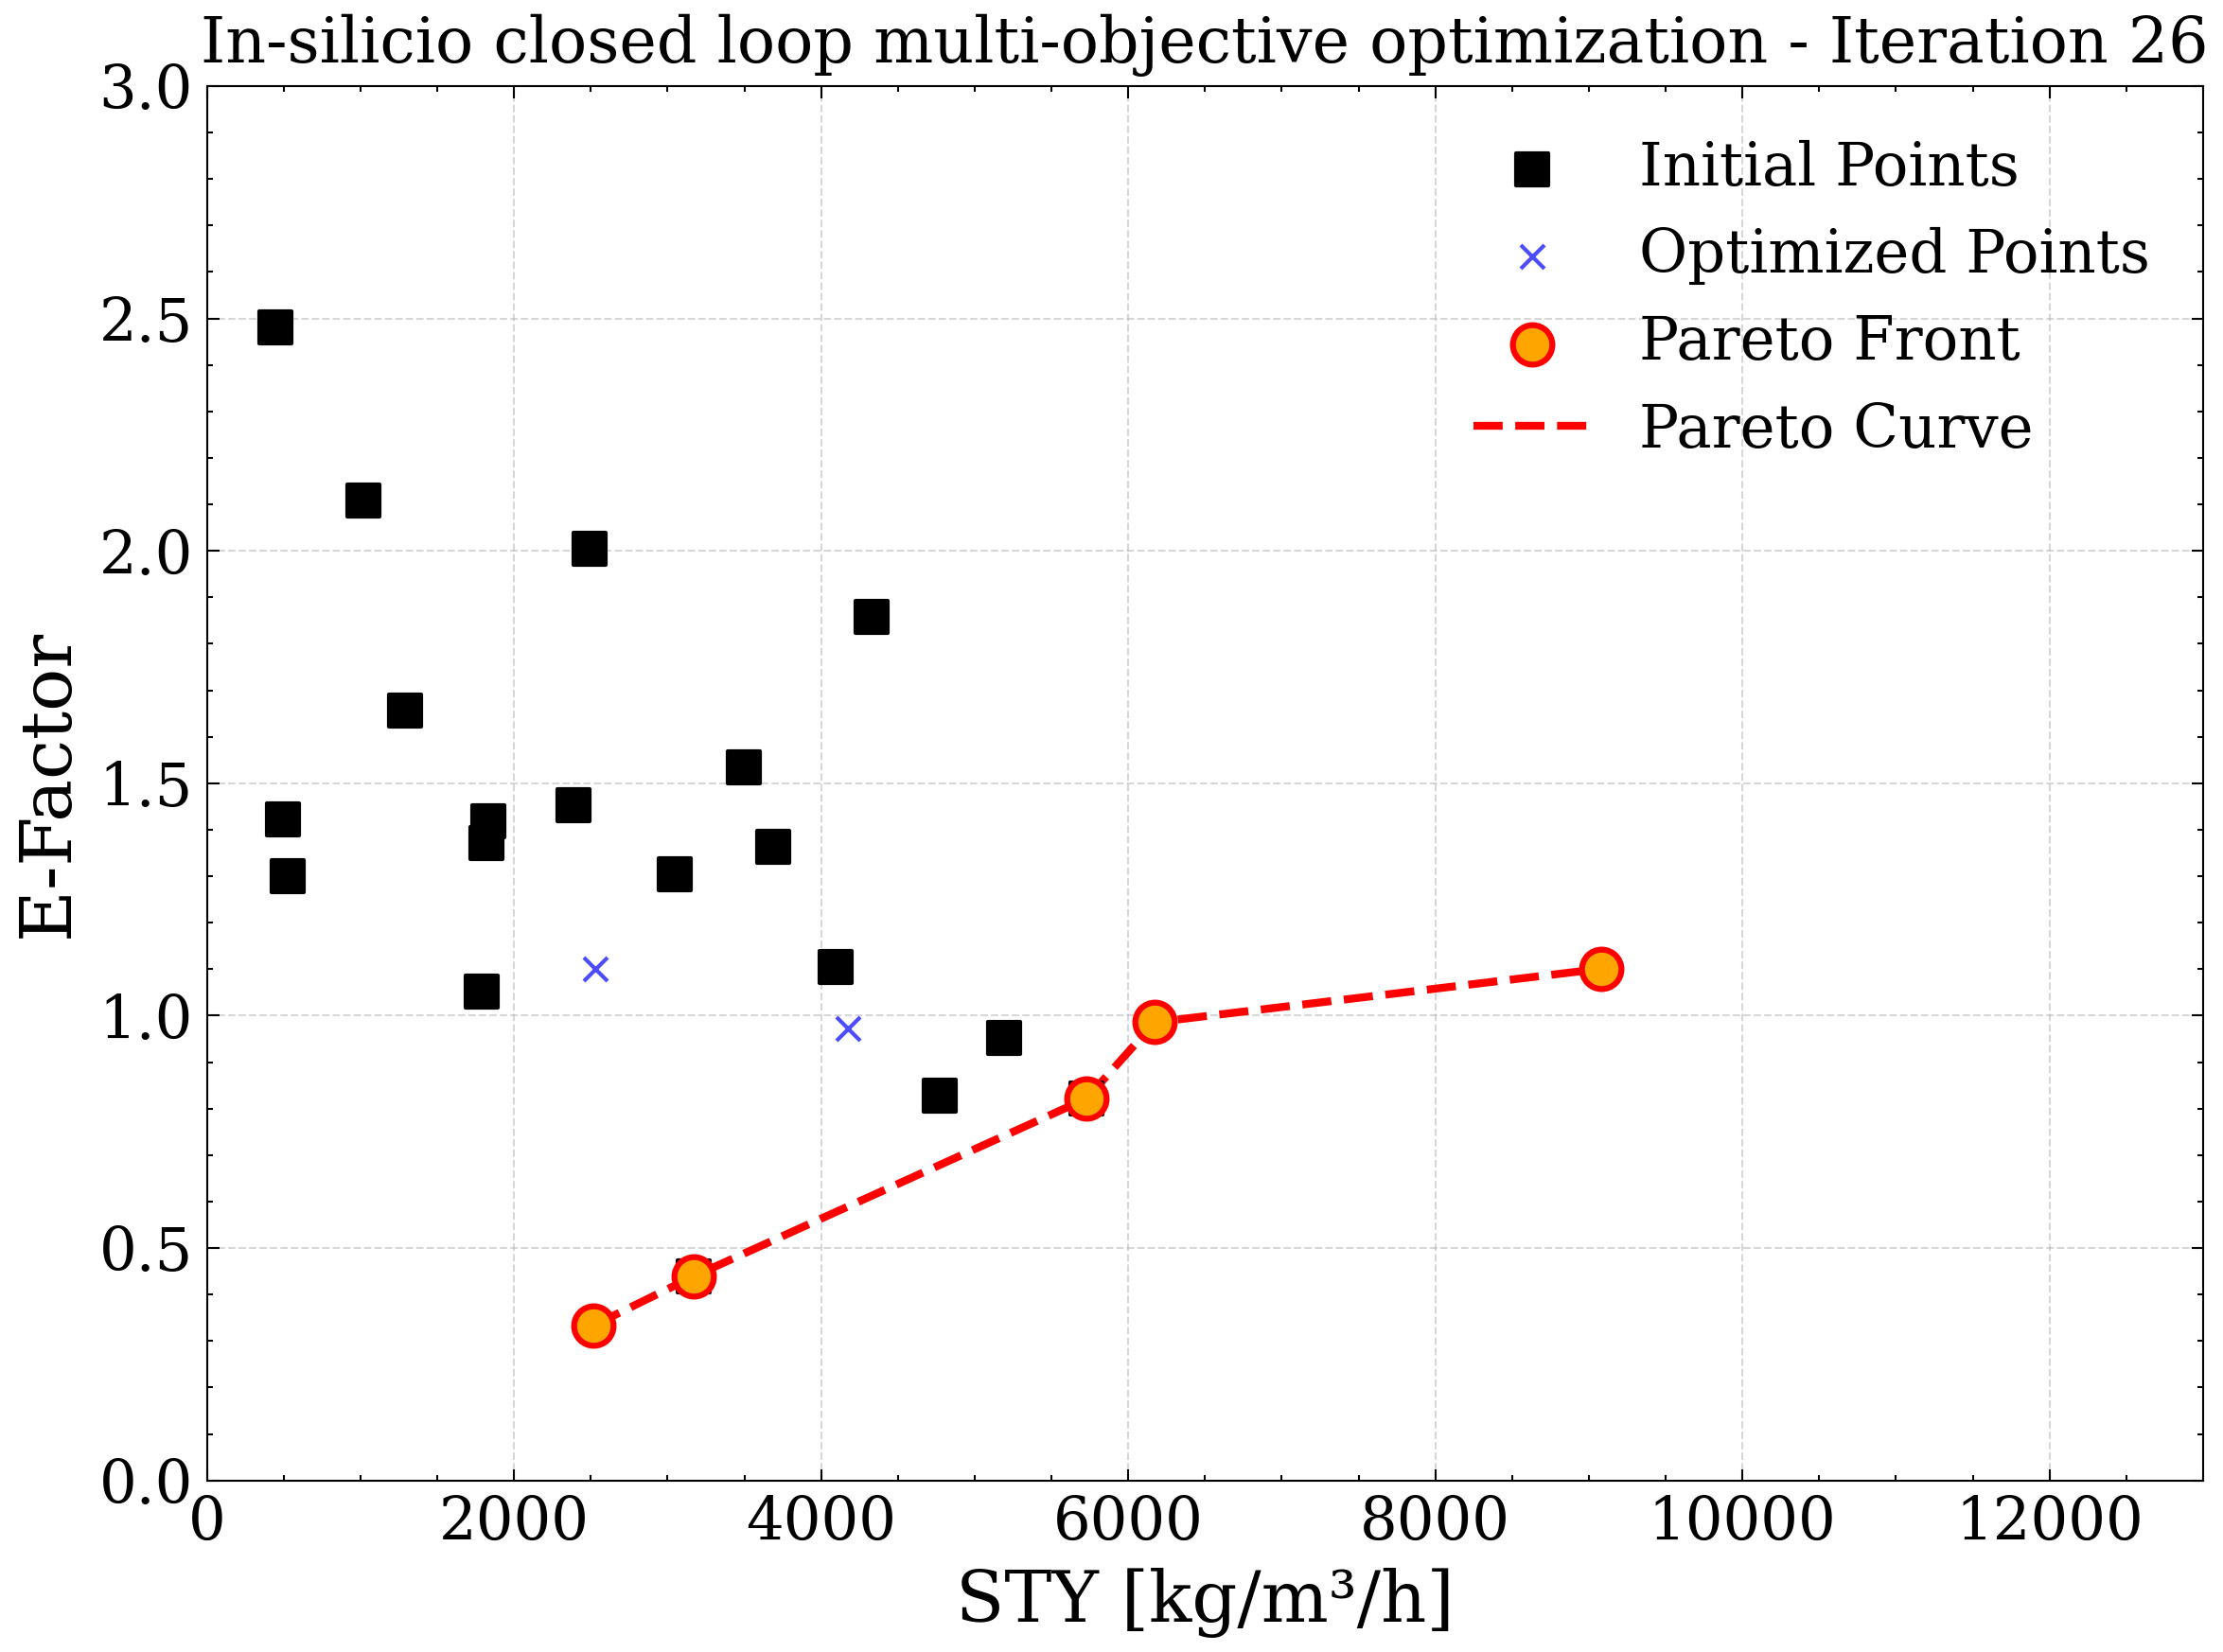 In-silicio closed loop multi-objective optimization - Iteration 26
3.0
2.5
2.0
1.5
1.0
0.5
0.0
E-Factor
Initial Points
Optimized Points
Pareto Front
Pareto Curve
0 2000 4000 6000 8000 10000 12000
STY [kg/m³/h]